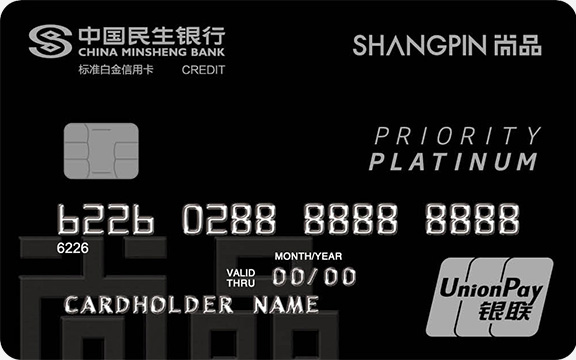 中国民生银行
CHINA MINSHENG BANK
标准白金信用卡 CREDIT
SHANGPIN 尚品
PRIORITY
PLATINUM
6226 0288 8888 8888
6226
MONTH/YEAR
VALID THRU 00/00
CARDHOLDER NAME
UnionPay
银联
尚品